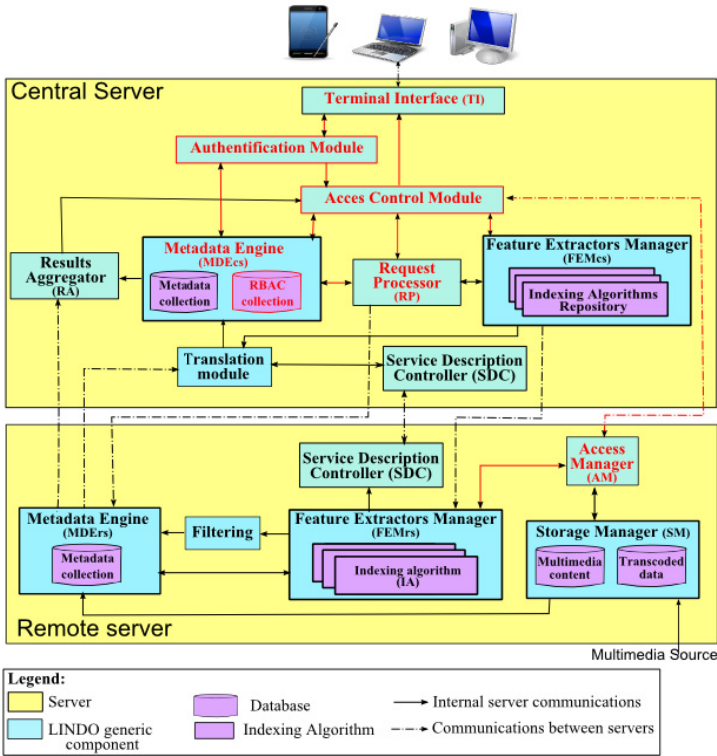 Central Server
Terminal Interface (TI)
Authentification Module
Acces Control Module
Results
Aggregator
(RA)
Metadata Engine
(MDEcs)
Metadata
collection
RBAC
collection
Request
Processor
(RP)
Feature Extractors Manager
(FEMcs)
Indexing Algorithms
Repository
Translation
module
Service Description
Controller (SDC)
Service Description
Controller (SDC)
Access
Manager
(AM)
Metadata Engine
(MDErs)
Metadata
collection
Filtering
Feature Extractors Manager
(FEMrs)
Indexing algorithm
(IA)
Storage Manager (SM)
Multimedia
content
Transcoded
data
Remote server
Multimedia Source
Legend:
Server
LINDO generic
component
Database
Indexing Algorithm
Internal server communications
Communications between servers